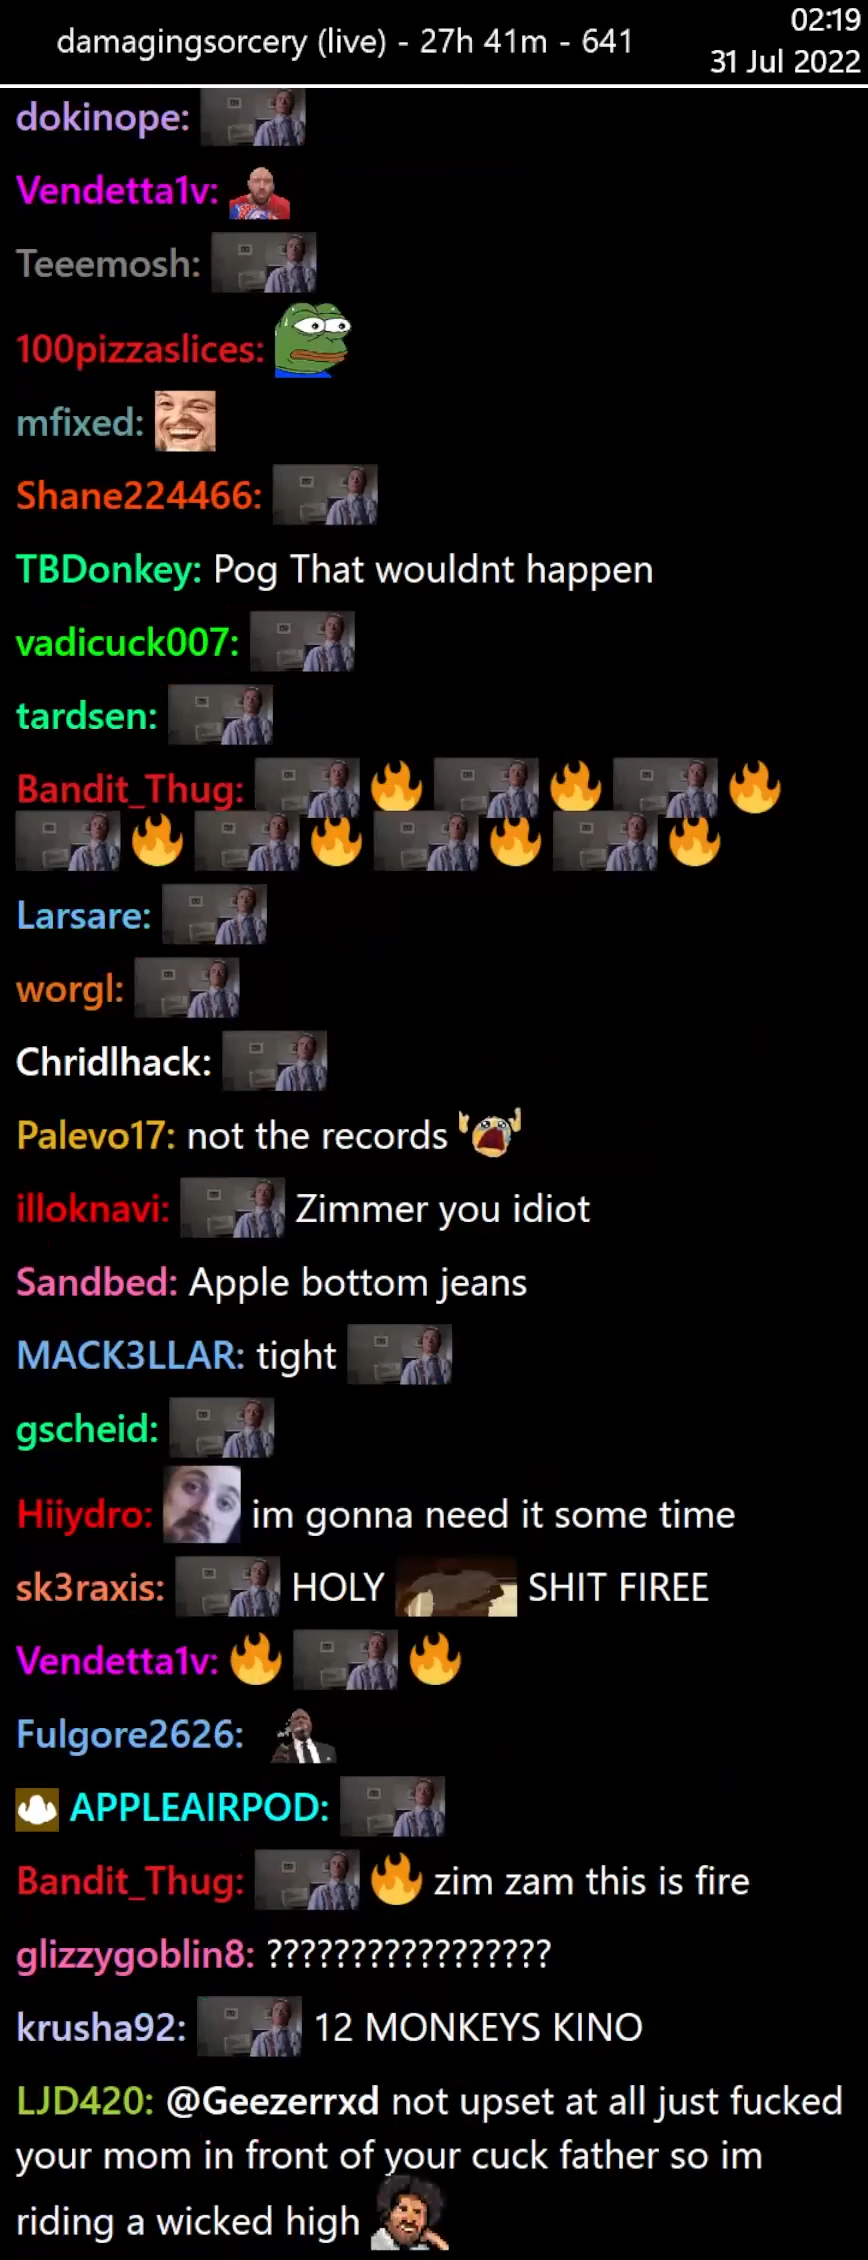 02:19
damagingsorcery (live) - 27h 41m - 641
31 Jul 2022
dokinope:
Vendetta1v:
Teeemosh:
100pizzaslices:
mfixed:
Shane224466:
TBDonkey: Pog That wouldnt happen
vadicuck007:
tardsen:
Bandit_Thug:
Larsare:
worgl:
Chridlhack:
Palevo17: not the records
illoknavi: Zimmer you idiot
Sandbed: Apple bottom jeans
MACK3LLAR: tight
gscheid:
Hiiydro: im gonna need it some time
sk3raxis: HOLY SHIT FIREE
Vendetta1v:
Fulgore2626:
APPLEAIRPOD:
Bandit_Thug: zim zam this is fire
glizzygoblin8: ?????????????????
krusha92: 12 MONKEYS KINO
LJD420: @Geezerrxd not upset at all just fucked
your mom in front of your cuck father so im
riding a wicked high